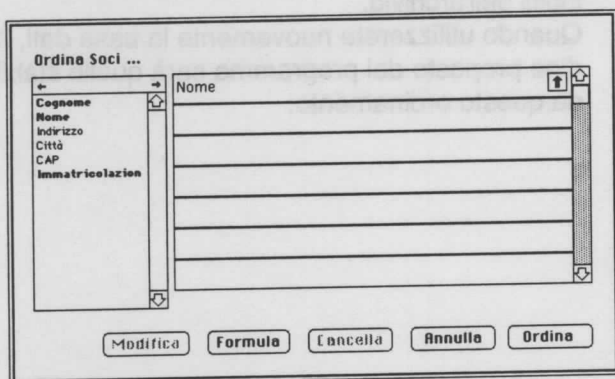 Ordina Soci ...
Nome
Cognome
Nome
Indirizzo
Città
CAP
Immatricolazion
Modifica
Formula
Cancella
Annulla
Ordina